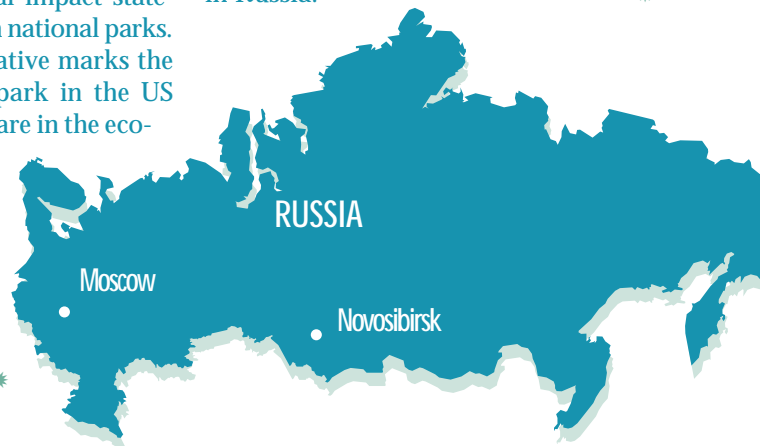 n national parks.
ative marks the
park in the US
are in the eco-
RUSSIA
Moscow
Novosibirsk